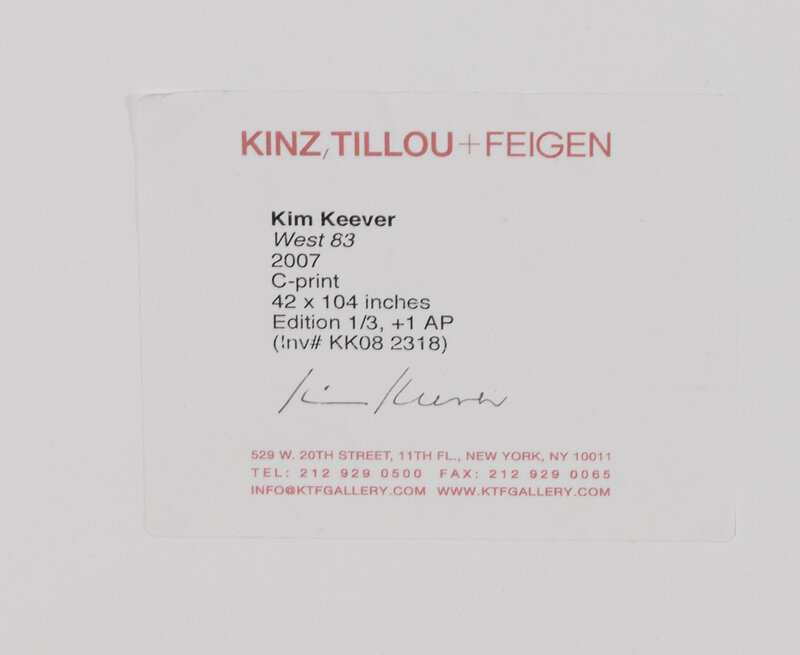 KINZ, TILLOU + FEIGEN
Kim Keever
West 83
2007
C-print
42 x 104 inches
Edition 1/3, +1 AP
(Inv# KK08 2318)
Kim Keever
529 W. 20TH STREET, 11TH FL., NEW YORK, NY 10011
TEL: 212 929 0500 FAX: 212 929 0065
INFO@KTFGALLERY.COM WWW.KTFGALLERY.COM